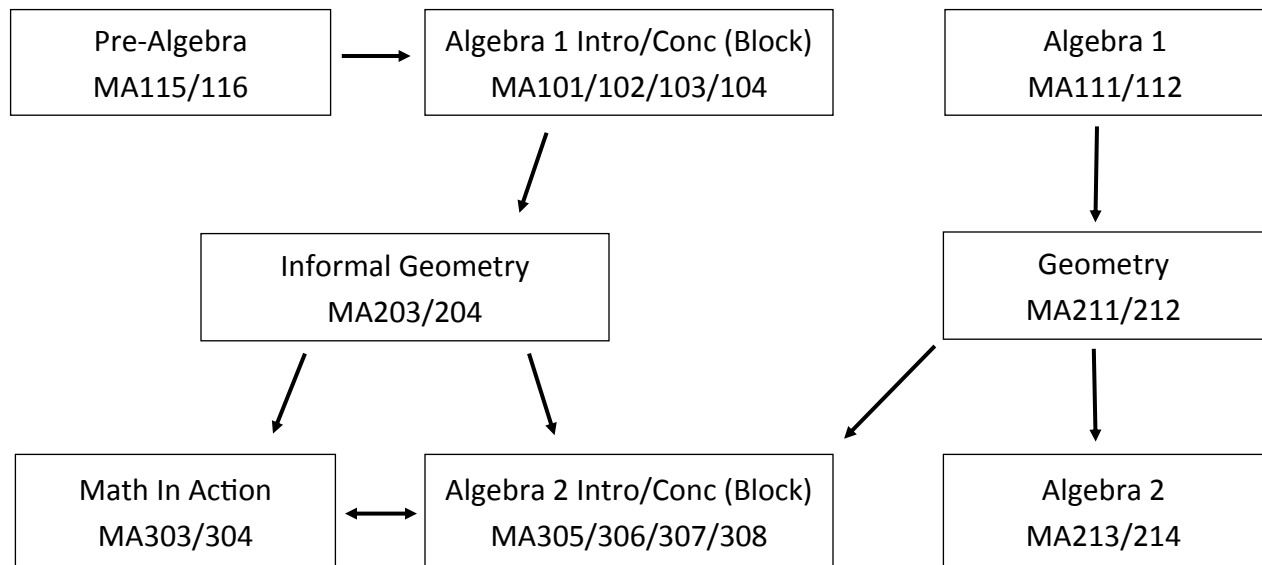 Pre-Algebra
MA115/116
Algebra 1 Intro/Conc (Block)
MA101/102/103/104
Algebra 1
MA111/112
Informal Geometry
MA203/204
Geometry
MA211/212
Math In Action
MA303/304
Algebra 2 Intro/Conc (Block)
MA305/306/307/308
Algebra 2
MA213/214